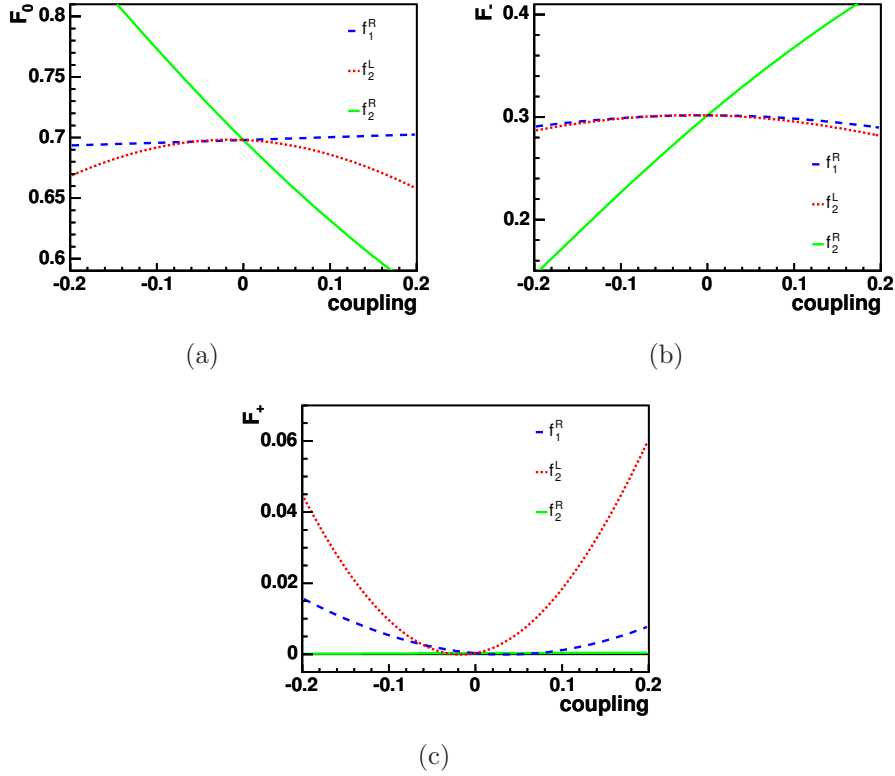 F₀
0.8
0.75
0.7
0.65
0.6
f₁ᴿ
f₂ᴸ
f₂ᴿ
-0.2 -0.1 0 0.1 0.2
coupling
(a)
F₋
0.4
0.3
0.2
f₁ᴿ
f₂ᴸ
f₂ᴿ
-0.2 -0.1 0 0.1 0.2
coupling
(b)
F₊
0.06
0.04
0.02
0
f₁ᴿ
f₂ᴸ
f₂ᴿ
-0.2 -0.1 0 0.1 0.2
coupling
(c)